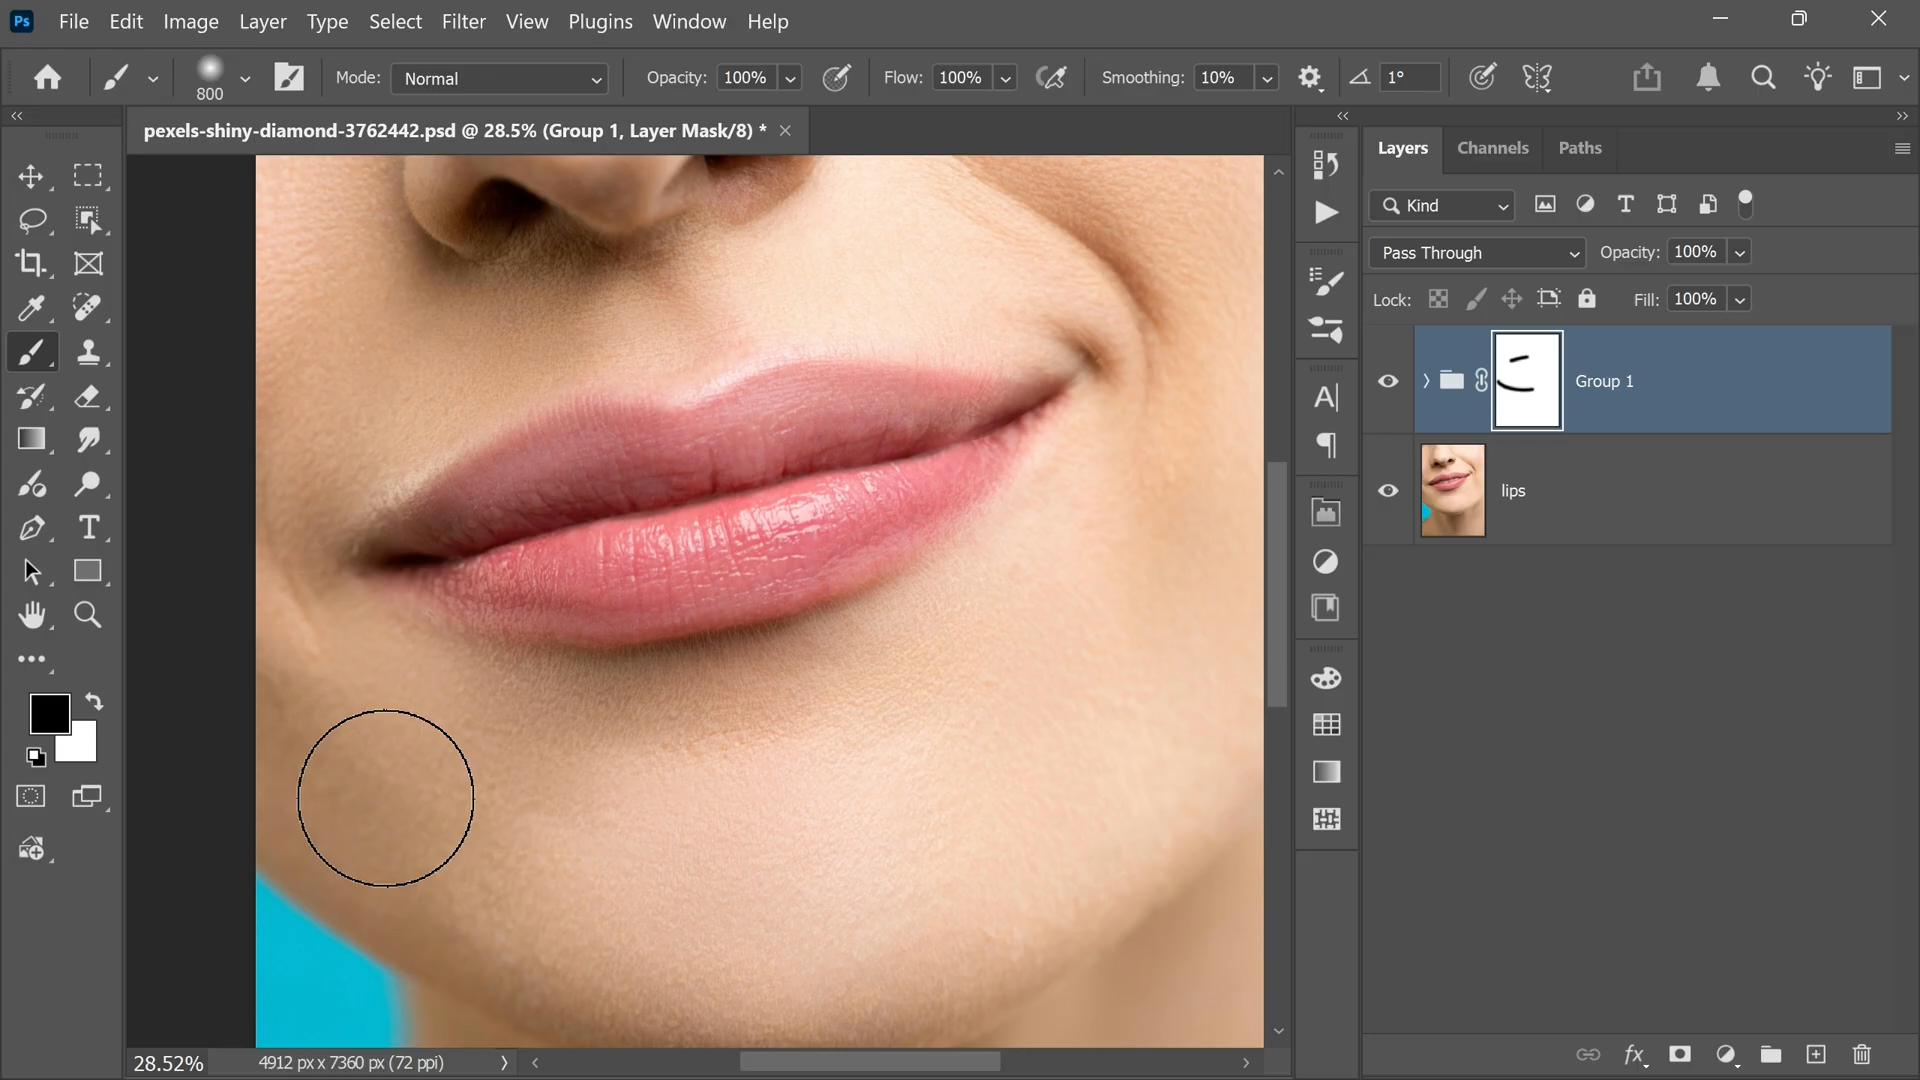 Ps File Edit Image Layer Type Select Filter View Plugins Window Help
800 Mode: Normal Opacity: 100% Flow: 100% Smoothing: 10% 1°
pexels-shiny-diamond-3762442.psd @ 28.5% (Group 1, Layer Mask/8) *
Layers Channels Paths
Kind
Pass Through Opacity: 100%
Lock: Fill: 100%
Group 1
lips
28.52% 4912 px x 7360 px (72 ppi)
fx